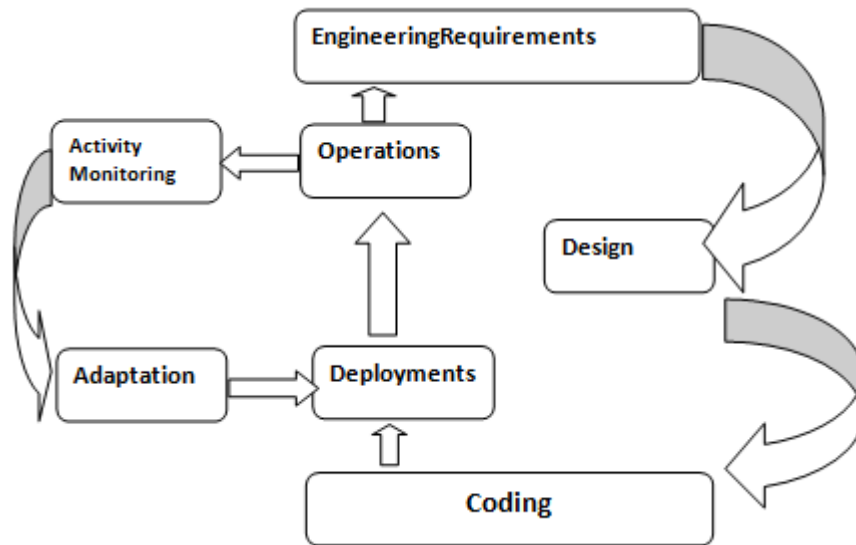 EngineeringRequirements
Activity
Monitoring
Operations
Design
Adaptation
Deployments
Coding